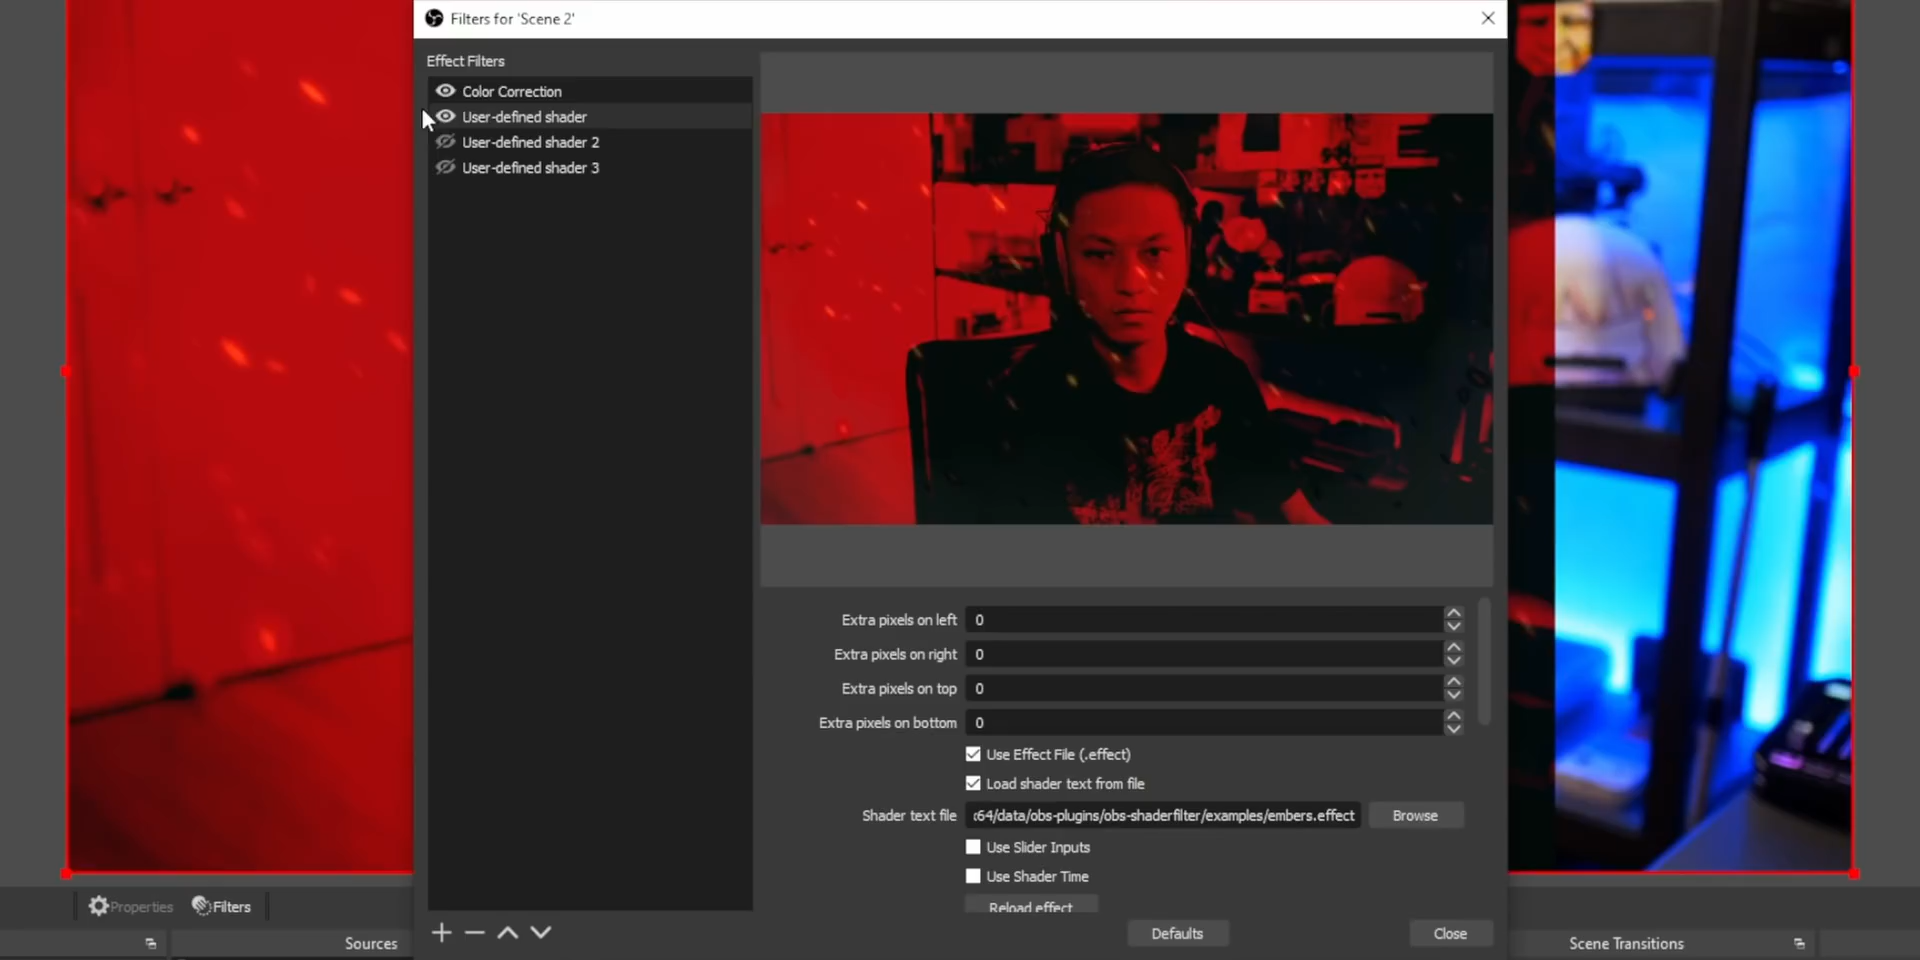 Filters for 'Scene 2'
Effect Filters
Color Correction
User-defined shader
User-defined shader 2
User-defined shader 3
Extra pixels on left 0
Extra pixels on right 0
Extra pixels on top 0
Extra pixels on bottom 0
Use Effect File (.effect)
Load shader text from file
Shader text file :64/data/obs-plugins/obs-shaderfilter/examples/embers.effect Browse
Use Slider Inputs
Use Shader Time
Reload effect
Defaults Close
Properties Filters
Sources Scene Transitions